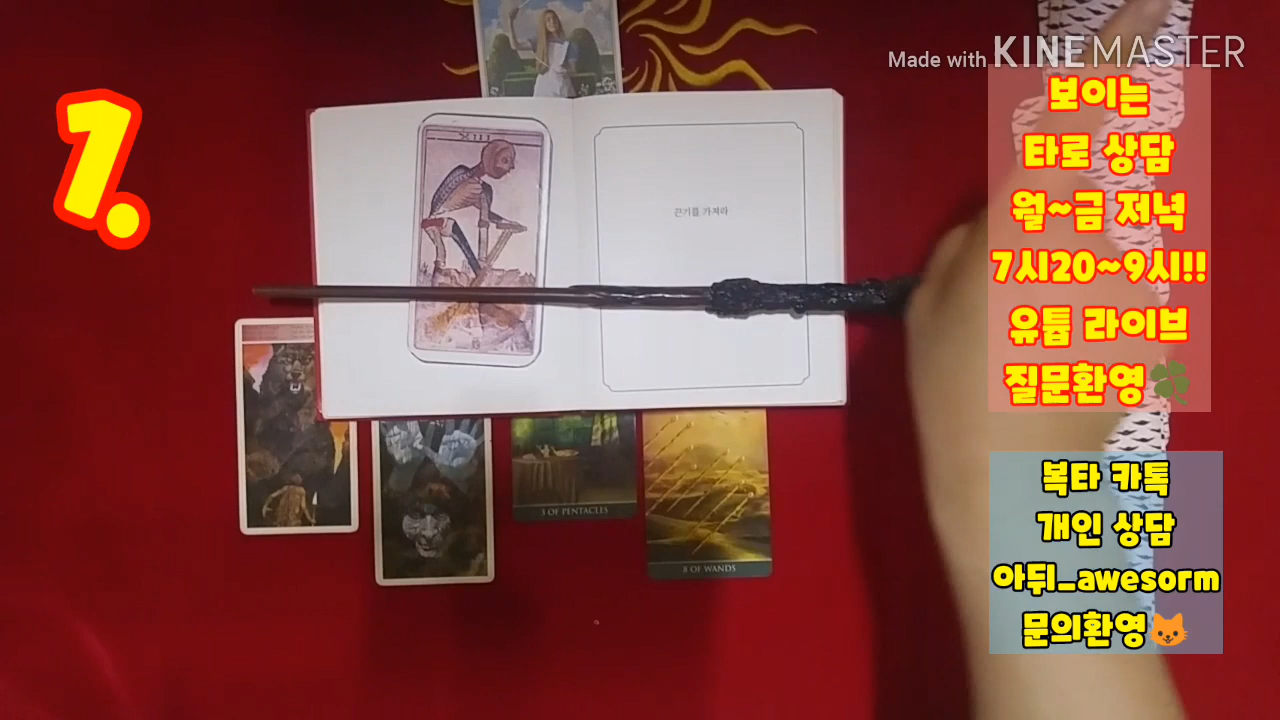 Made with KINEMASTER
1.
보이는
타로 상담
월~금 저녁
7시20~9시!!
유튭 라이브
질문환영🍀
XIII
끈기를 가져라
3 OF PENTACLES
8 OF WANDS
복타 카톡
개인 상담
아뒤_awesorm
문의환영🐱